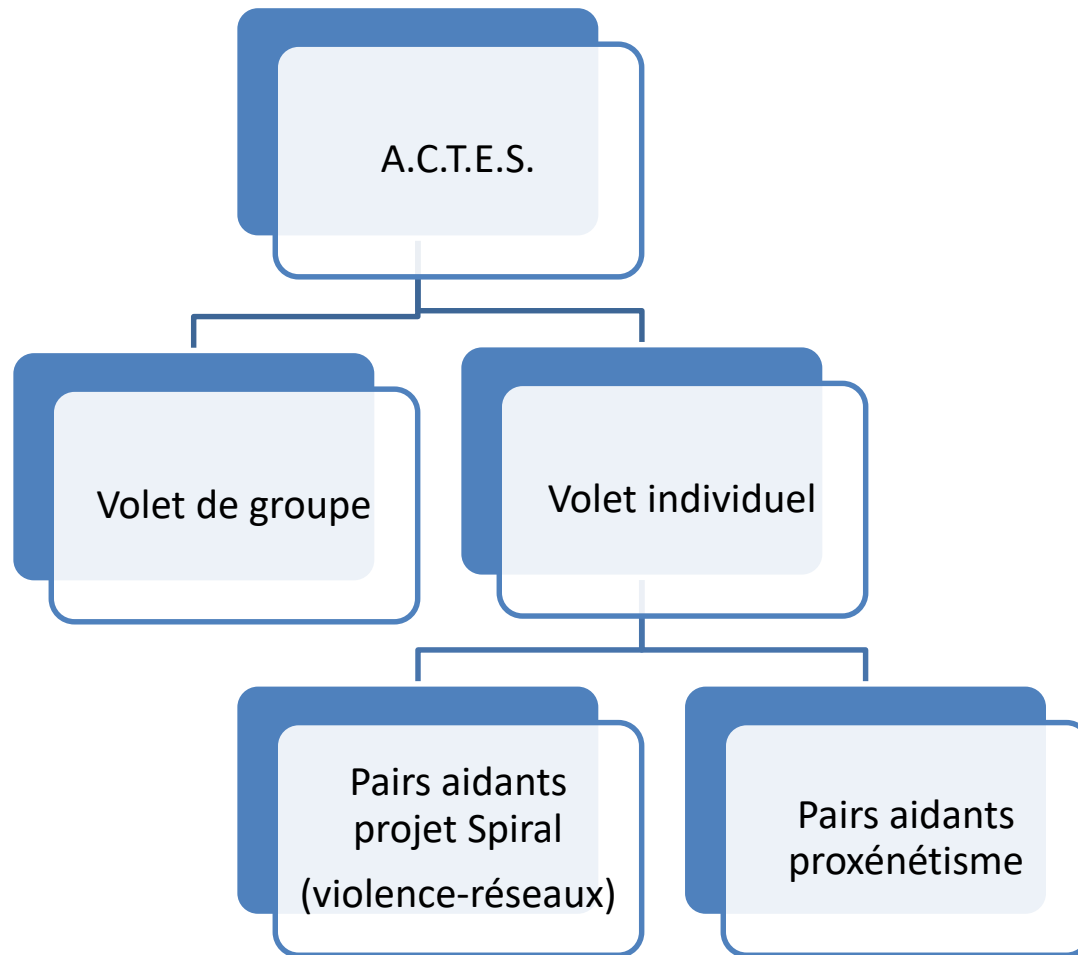 A.C.T.E.S.
Volet de groupe
Volet individuel
Pairs aidants
projet Spiral
(violence-réseaux)
Pairs aidants
proxénétisme